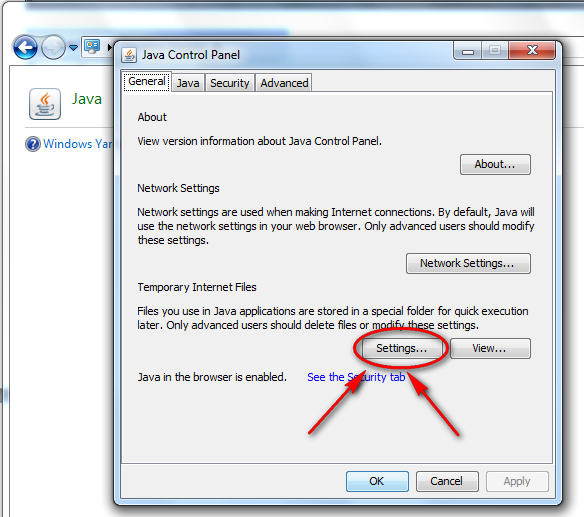 Java Control Panel
Java
Windows Yar
General Java Security Advanced
About
View version information about Java Control Panel.
About...
Network Settings
Network settings are used when making Internet connections. By default, Java will
use the network settings in your web browser. Only advanced users should modify
these settings.
Network Settings...
Temporary Internet Files
Files you use in Java applications are stored in a special folder for quick execution
later. Only advanced users should delete files or modify these settings.
Settings... View...
Java in the browser is enabled. See the Security tab
OK Cancel Apply